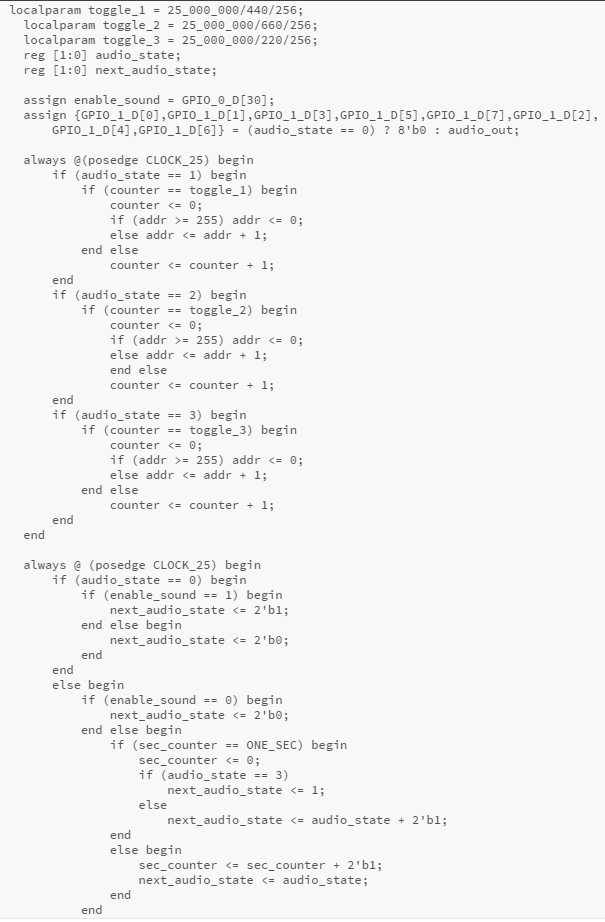 localparam toggle_1 = 25_000_000/440/256;
  localparam toggle_2 = 25_000_000/660/256;
  localparam toggle_3 = 25_000_000/220/256;
  reg [1:0] audio_state;
  reg [1:0] next_audio_state;

  assign enable_sound = GPIO_0_D[30];
  assign {GPIO_1_D[0],GPIO_1_D[1],GPIO_1_D[3],GPIO_1_D[5],GPIO_1_D[7],GPIO_1_D[2],
      GPIO_1_D[4],GPIO_1_D[6]} = (audio_state == 0) ? 8'b0 : audio_out;

  always @(posedge CLOCK_25) begin
      if (audio_state == 1) begin
          if (counter == toggle_1) begin
              counter <= 0;
              if (addr >= 255) addr <= 0;
              else addr <= addr + 1;
          end else
              counter <= counter + 1;
      end
      if (audio_state == 2) begin
          if (counter == toggle_2) begin
              counter <= 0;
              if (addr >= 255) addr <= 0;
              else addr <= addr + 1;
              end else
              counter <= counter + 1;
      end
      if (audio_state == 3) begin
          if (counter == toggle_3) begin
              counter <= 0;
              if (addr >= 255) addr <= 0;
              else addr <= addr + 1;
          end else
              counter <= counter + 1;
      end
  end

  always @ (posedge CLOCK_25) begin
      if (audio_state == 0) begin
          if (enable_sound == 1) begin
              next_audio_state <= 2'b1;
          end else begin
              next_audio_state <= 2'b0;
          end
      end
      else begin
          if (enable_sound == 0) begin
              next_audio_state <= 2'b0;
          end else begin
              if (sec_counter == ONE_SEC) begin
                  sec_counter <= 0;
                  if (audio_state == 3)
                      next_audio_state <= 1;
                  else
                      next_audio_state <= audio_state + 2'b1;
              end
              else begin
                  sec_counter <= sec_counter + 2'b1;
                  next_audio_state <= audio_state;
              end
          end